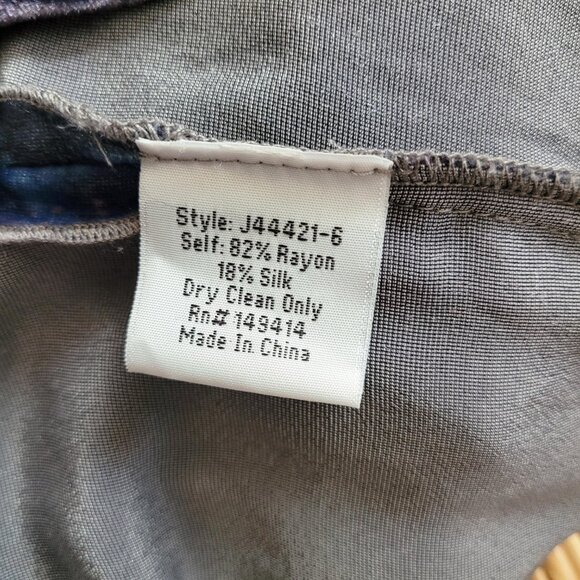 Style: J44421-6
Self: 82% Rayon
18% Silk
Dry Clean Only
Rn# 149414
Made In China